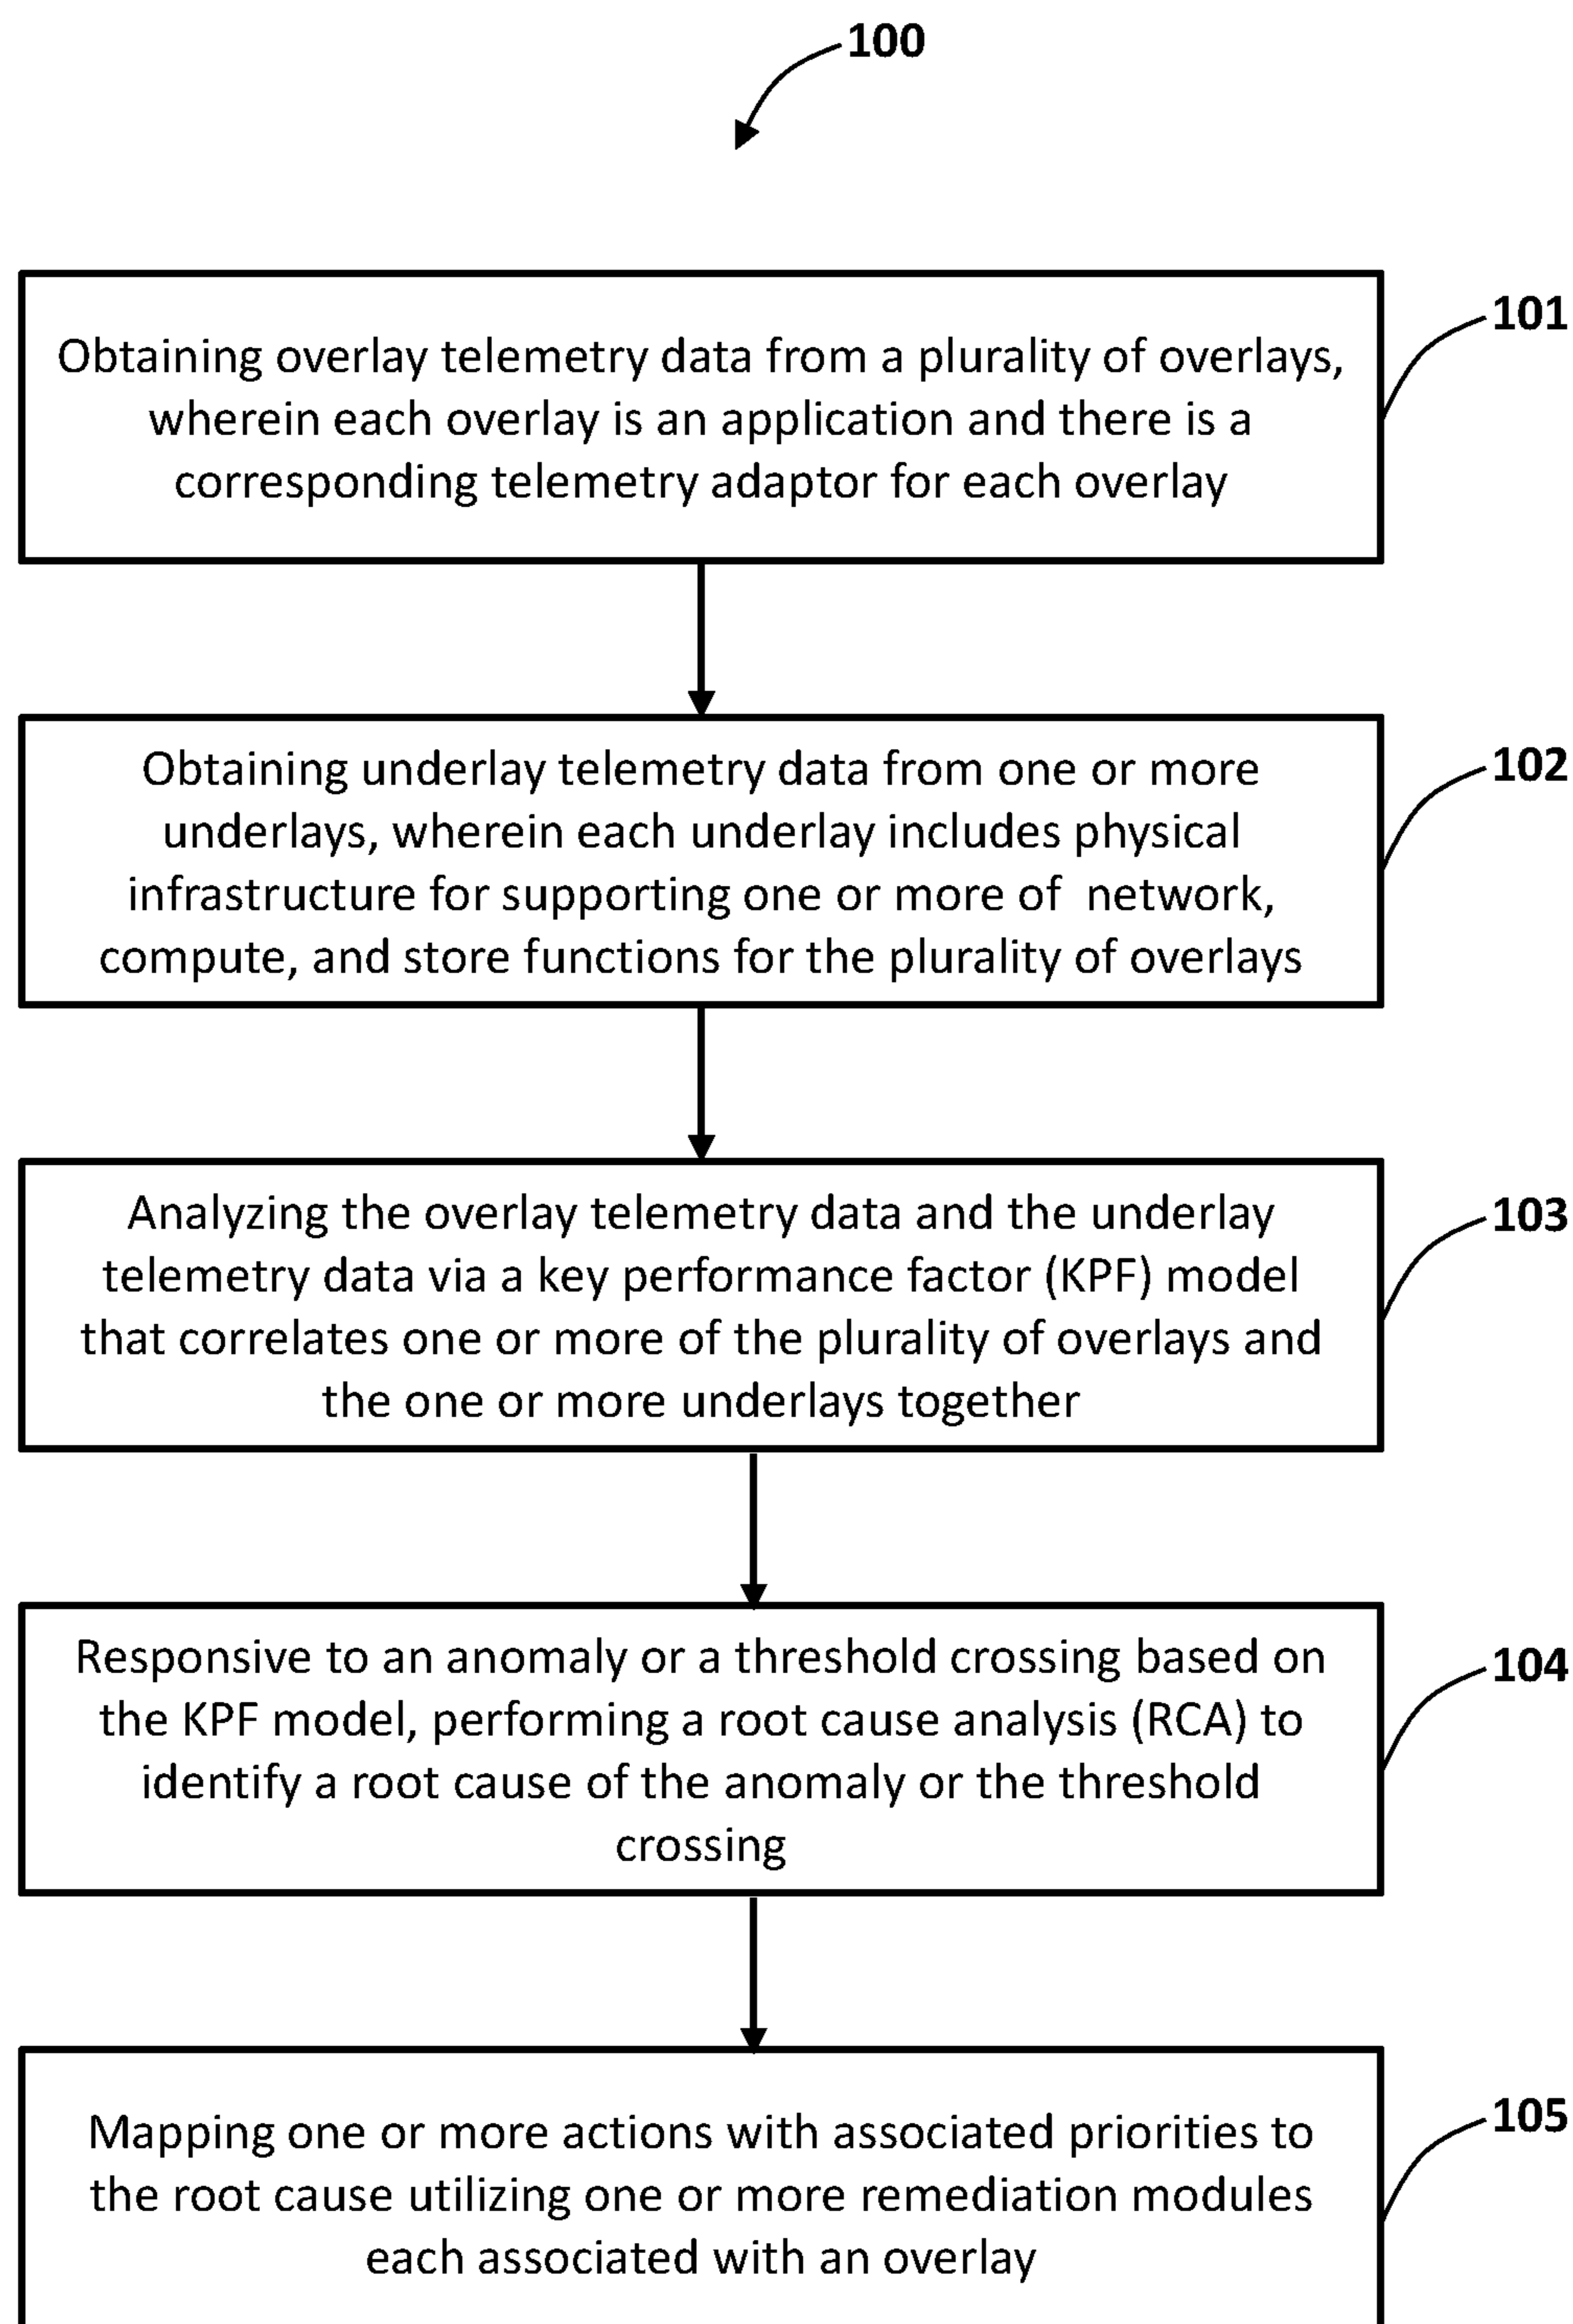 100
101
Obtaining overlay telemetry data from a plurality of overlays,
wherein each overlay is an application and there is a
corresponding telemetry adaptor for each overlay
102
Obtaining underlay telemetry data from one or more
underlays, wherein each underlay includes physical
infrastructure for supporting one or more of network,
compute, and store functions for the plurality of overlays
103
Analyzing the overlay telemetry data and the underlay
telemetry data via a key performance factor (KPF) model
that correlates one or more of the plurality of overlays and
the one or more underlays together
104
Responsive to an anomaly or a threshold crossing based on
the KPF model, performing a root cause analysis (RCA) to
identify a root cause of the anomaly or the threshold
crossing
105
Mapping one or more actions with associated priorities to
the root cause utilizing one or more remediation modules
each associated with an overlay